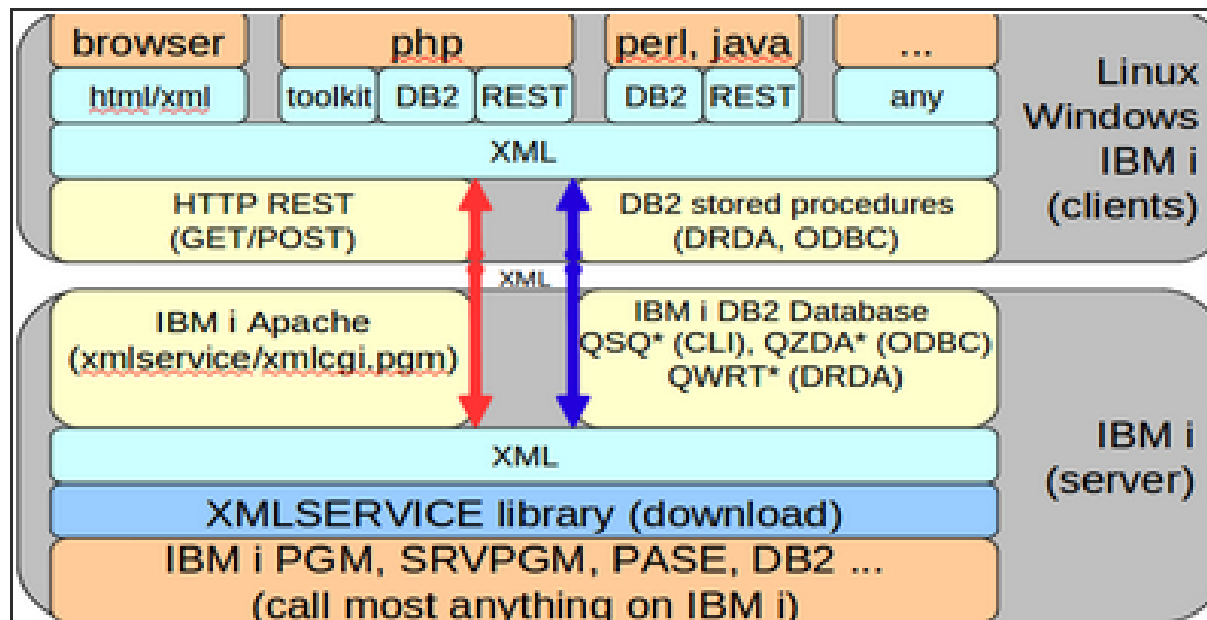 browser
php
perl, java
...
html/xml
toolkit
DB2
REST
DB2
REST
any
XML
HTTP REST
(GET/POST)
DB2 stored procedures
(DRDA, ODBC)
Linux
Windows
IBM i
(clients)
XML
IBM i Apache
(xmlservice/xmlcgi.pgm)
IBM i DB2 Database
QSQ* (CLI), QZDA* (ODBC)
QWRT* (DRDA)
XML
XMLSERVICE library (download)
IBM i PGM, SRVPGM, PASE, DB2 ...
(call most anything on IBM i)
IBM i
(server)